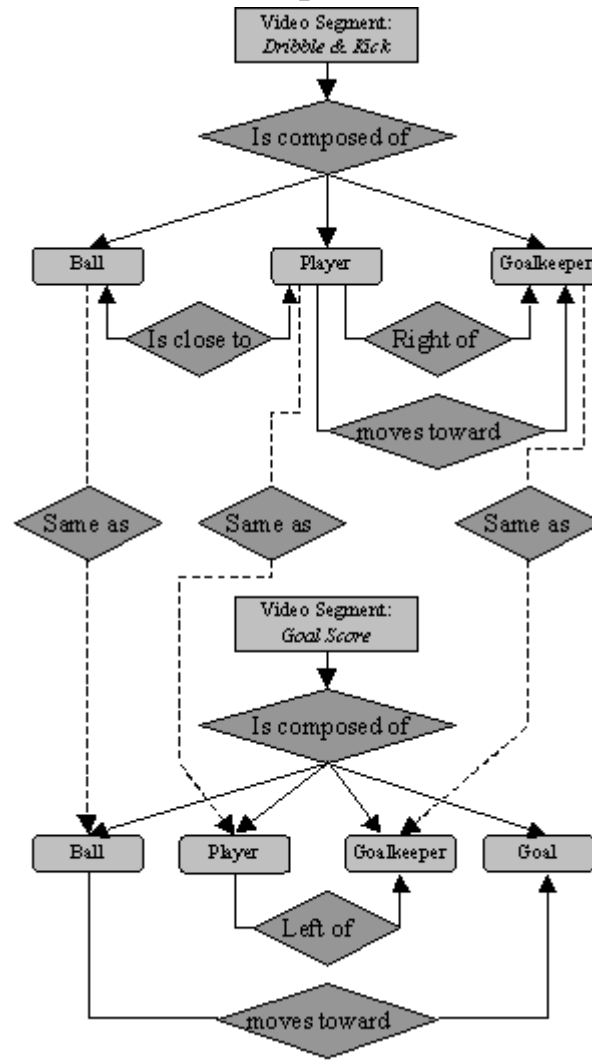 Video Segment:
Dribble & Kick
Is composed of
Ball
Player
Goalkeeper
Is close to
Right of
moves toward
Same as
Same as
Same as
Video Segment:
Goal Score
Is composed of
Ball
Player
Goalkeeper
Goal
Left of
moves toward